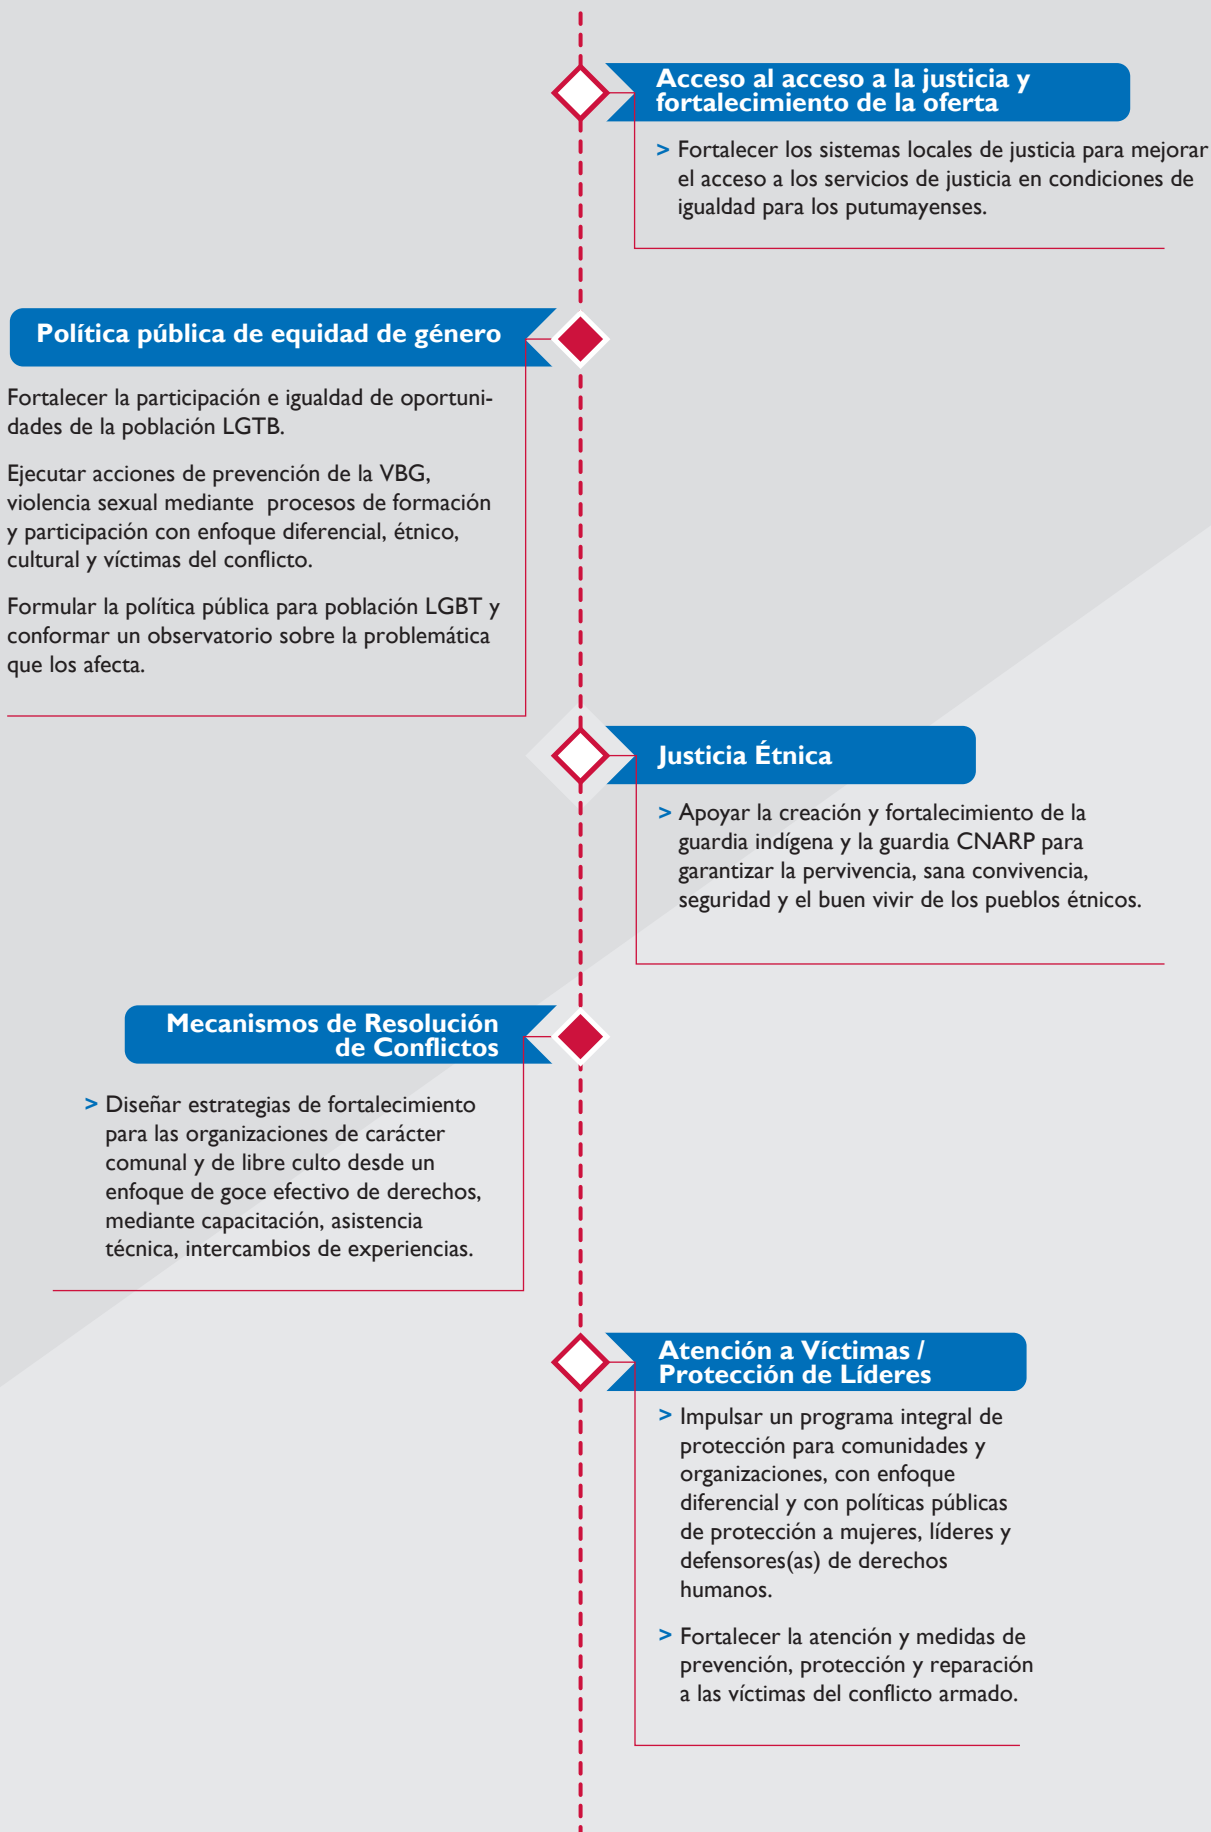 Acceso al acceso a la justicia y
fortalecimiento de la oferta
> Fortalecer los sistemas locales de justicia para mejorar
el acceso a los servicios de justicia en condiciones de
igualdad para los putumayenses.
Política pública de equidad de género
Fortalecer la participación e igualdad de oportuni-
dades de la población LGTB.
Ejecutar acciones de prevención de la VBG,
violencia sexual mediante procesos de formación
y participación con enfoque diferencial, étnico,
cultural y víctimas del conflicto.
Formular la política pública para población LGBT y
conformar un observatorio sobre la problemática
que los afecta.
Justicia Étnica
> Apoyar la creación y fortalecimiento de la
guardia indígena y la guardia CNARP para
garantizar la pervivencia, sana convivencia,
seguridad y el buen vivir de los pueblos étnicos.
Mecanismos de Resolución
de Conflictos
> Diseñar estrategias de fortalecimiento
para las organizaciones de carácter
comunal y de libre culto desde un
enfoque de goce efectivo de derechos,
mediante capacitación, asistencia
técnica, intercambios de experiencias.
Atención a Víctimas /
Protección de Líderes
> Impulsar un programa integral de
protección para comunidades y
organizaciones, con enfoque
diferencial y con políticas públicas
de protección a mujeres, líderes y
defensores(as) de derechos
humanos.
> Fortalecer la atención y medidas de
prevención, protección y reparación
a las víctimas del conflicto armado.